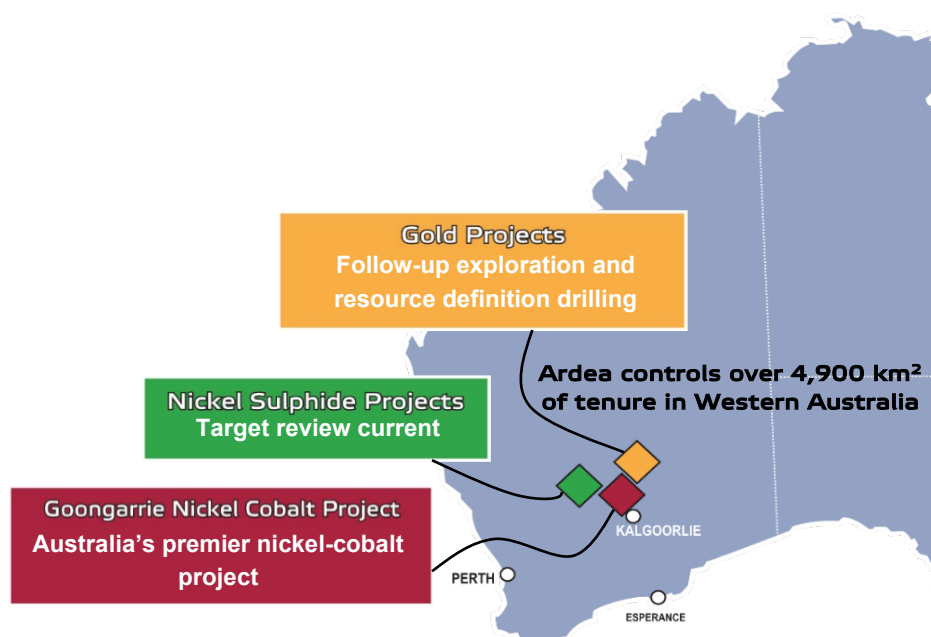 Gold Projects
Follow-up exploration and
resource definition drilling
Ardea controls over 4,900 km²
of tenure in Western Australia
Nickel Sulphide Projects
Target review current
Goongarrie Nickel Cobalt Project
Australia's premier nickel-cobalt
project
KALGOORLIE
PERTH
ESPERANCE